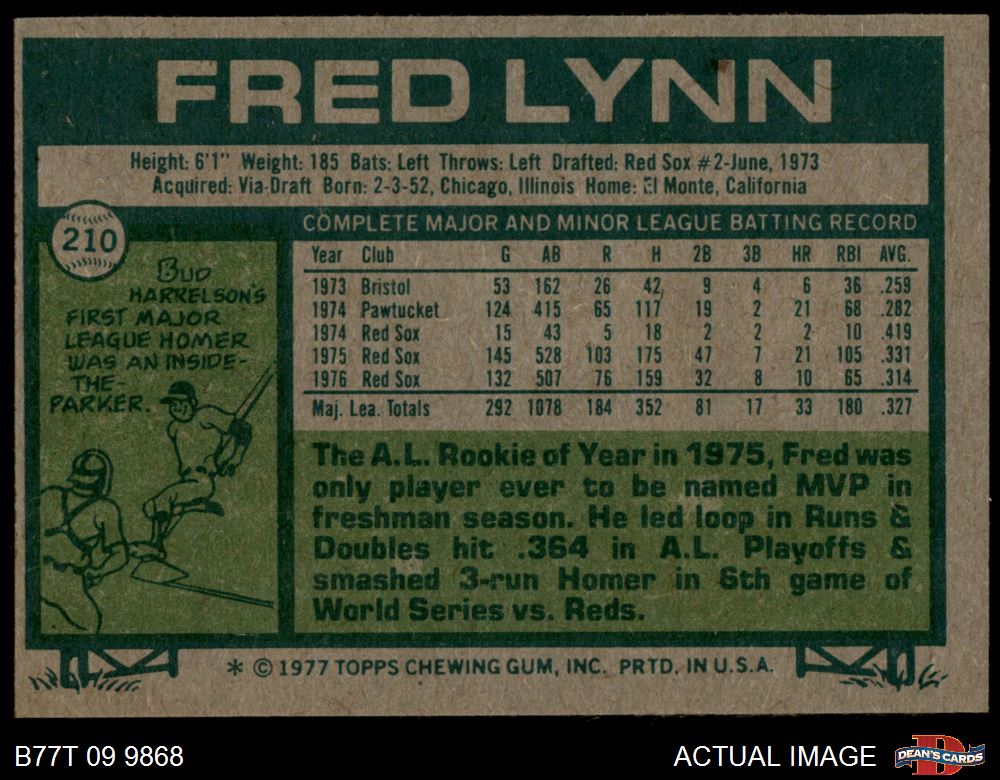 FRED LYNN
Height: 6'1" Weight: 185 Bats: Left Throws: Left Drafted: Red Sox #2-June, 1973
Acquired: Via-Draft Born: 2-3-52, Chicago, Illinois Home: El Monte, California
210
BUD
HARRELSON'S
FIRST MAJOR
LEAGUE HOMER
WAS AN INSIDE-
THE-
PARKER.
COMPLETE MAJOR AND MINOR LEAGUE BATTING RECORD
Year Club G AB R H 2B 3B HR RBI AVG.
1973 Bristol 53 162 26 42 9 4 6 36 .259
1974 Pawtucket 124 415 65 117 19 2 21 68 .282
1974 Red Sox 15 43 5 18 2 2 2 10 .419
1975 Red Sox 145 528 103 175 47 7 21 105 .331
1976 Red Sox 132 507 76 159 32 8 10 65 .314
Maj. Lea. Totals 292 1078 184 352 81 17 33 180 .327
The A.L. Rookie of Year in 1975, Fred was
only player ever to be named MVP in
freshman season. He led loop in Runs &
Doubles hit .364 in A.L. Playoffs &
smashed 3-run Homer in 6th game of
World Series vs. Reds.
* © 1977 TOPPS CHEWING GUM, INC. PRTD. IN U.S.A.
B77T 09 9868
ACTUAL IMAGE
DEAN'S CARDS